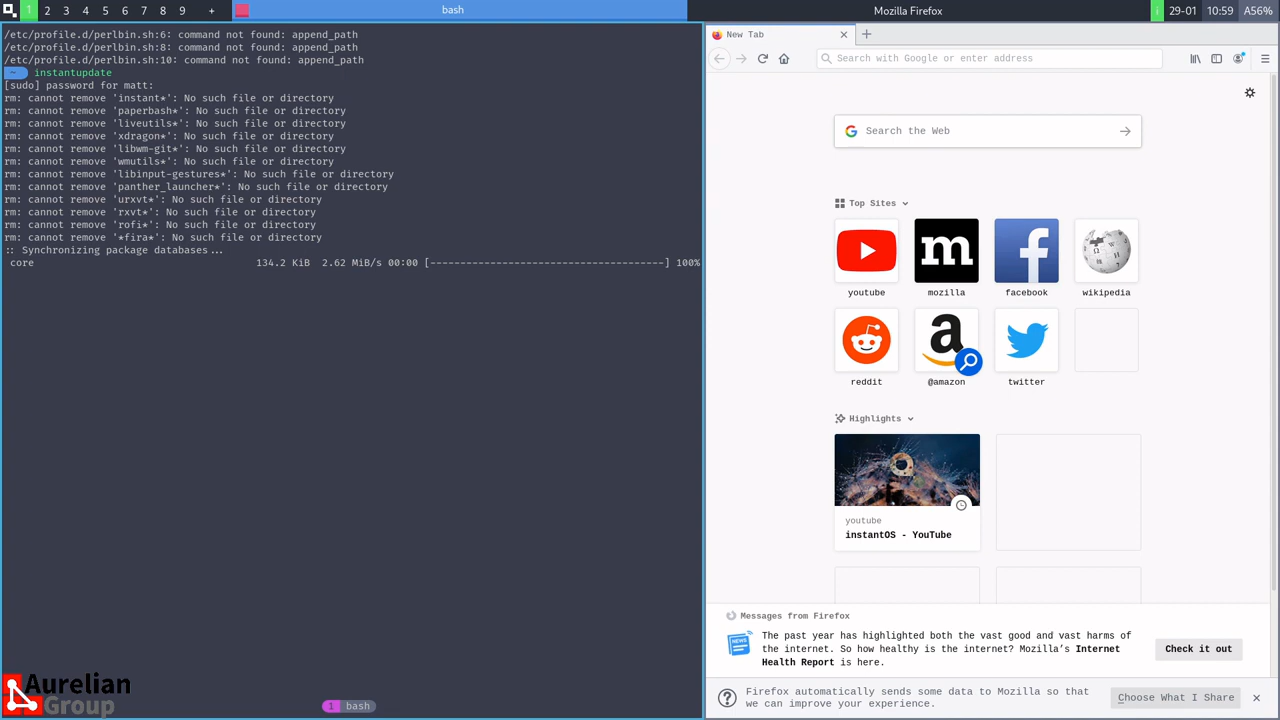 1 2 3 4 5 6 7 8 9 +
bash
Mozilla Firefox
i 29-01 10:59 A56%
/etc/profile.d/perlbin.sh:6: command not found: append_path
/etc/profile.d/perlbin.sh:8: command not found: append_path
/etc/profile.d/perlbin.sh:10: command not found: append_path
~ instantupdate
[sudo] password for matt:
rm: cannot remove 'instant*': No such file or directory
rm: cannot remove 'paperbash*': No such file or directory
rm: cannot remove 'liveutils*': No such file or directory
rm: cannot remove 'xdragon*': No such file or directory
rm: cannot remove 'libwm-git*': No such file or directory
rm: cannot remove 'wmutils*': No such file or directory
rm: cannot remove 'libinput-gestures*': No such file or directory
rm: cannot remove 'panther_launcher*': No such file or directory
rm: cannot remove 'urxvt*': No such file or directory
rm: cannot remove 'rxvt*': No such file or directory
rm: cannot remove 'rofi*': No such file or directory
rm: cannot remove '*fira*': No such file or directory
:: Synchronizing package databases...
core 134.2 KiB 2.62 MiB/s 00:00 [---------------------------------------] 100%
1 bash
Aurelian
Group
New Tab
Search with Google or enter address
Search the Web
Top Sites
youtube mozilla facebook wikipedia
reddit @amazon twitter
Highlights
youtube
instantOS - YouTube
Messages from Firefox
NEWS
The past year has highlighted both the vast good and vast harms of
the internet. So how healthy is the internet? Mozilla’s Internet
Health Report is here.
Check it out
Firefox automatically sends some data to Mozilla so that
we can improve your experience.
Choose What I Share